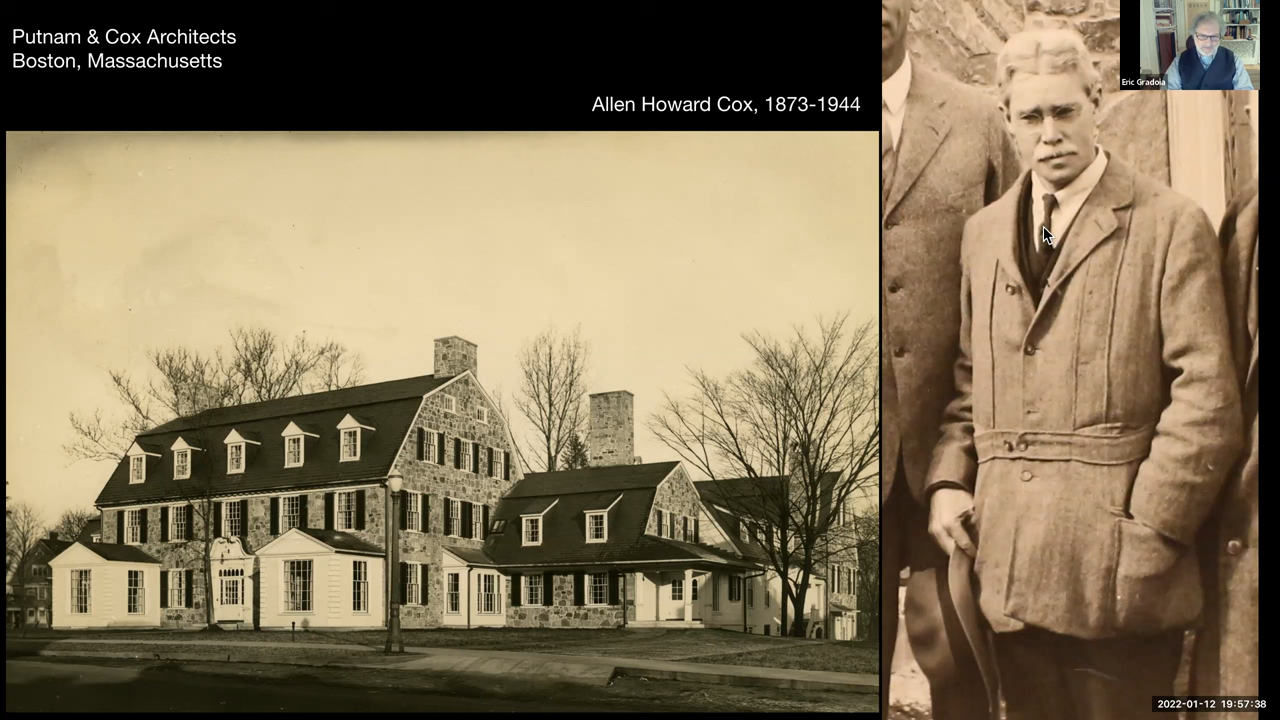 Putnam & Cox Architects
Boston, Massachusetts
Allen Howard Cox, 1873-1944
Eric Gradoia
2022-01-12 19:57:38